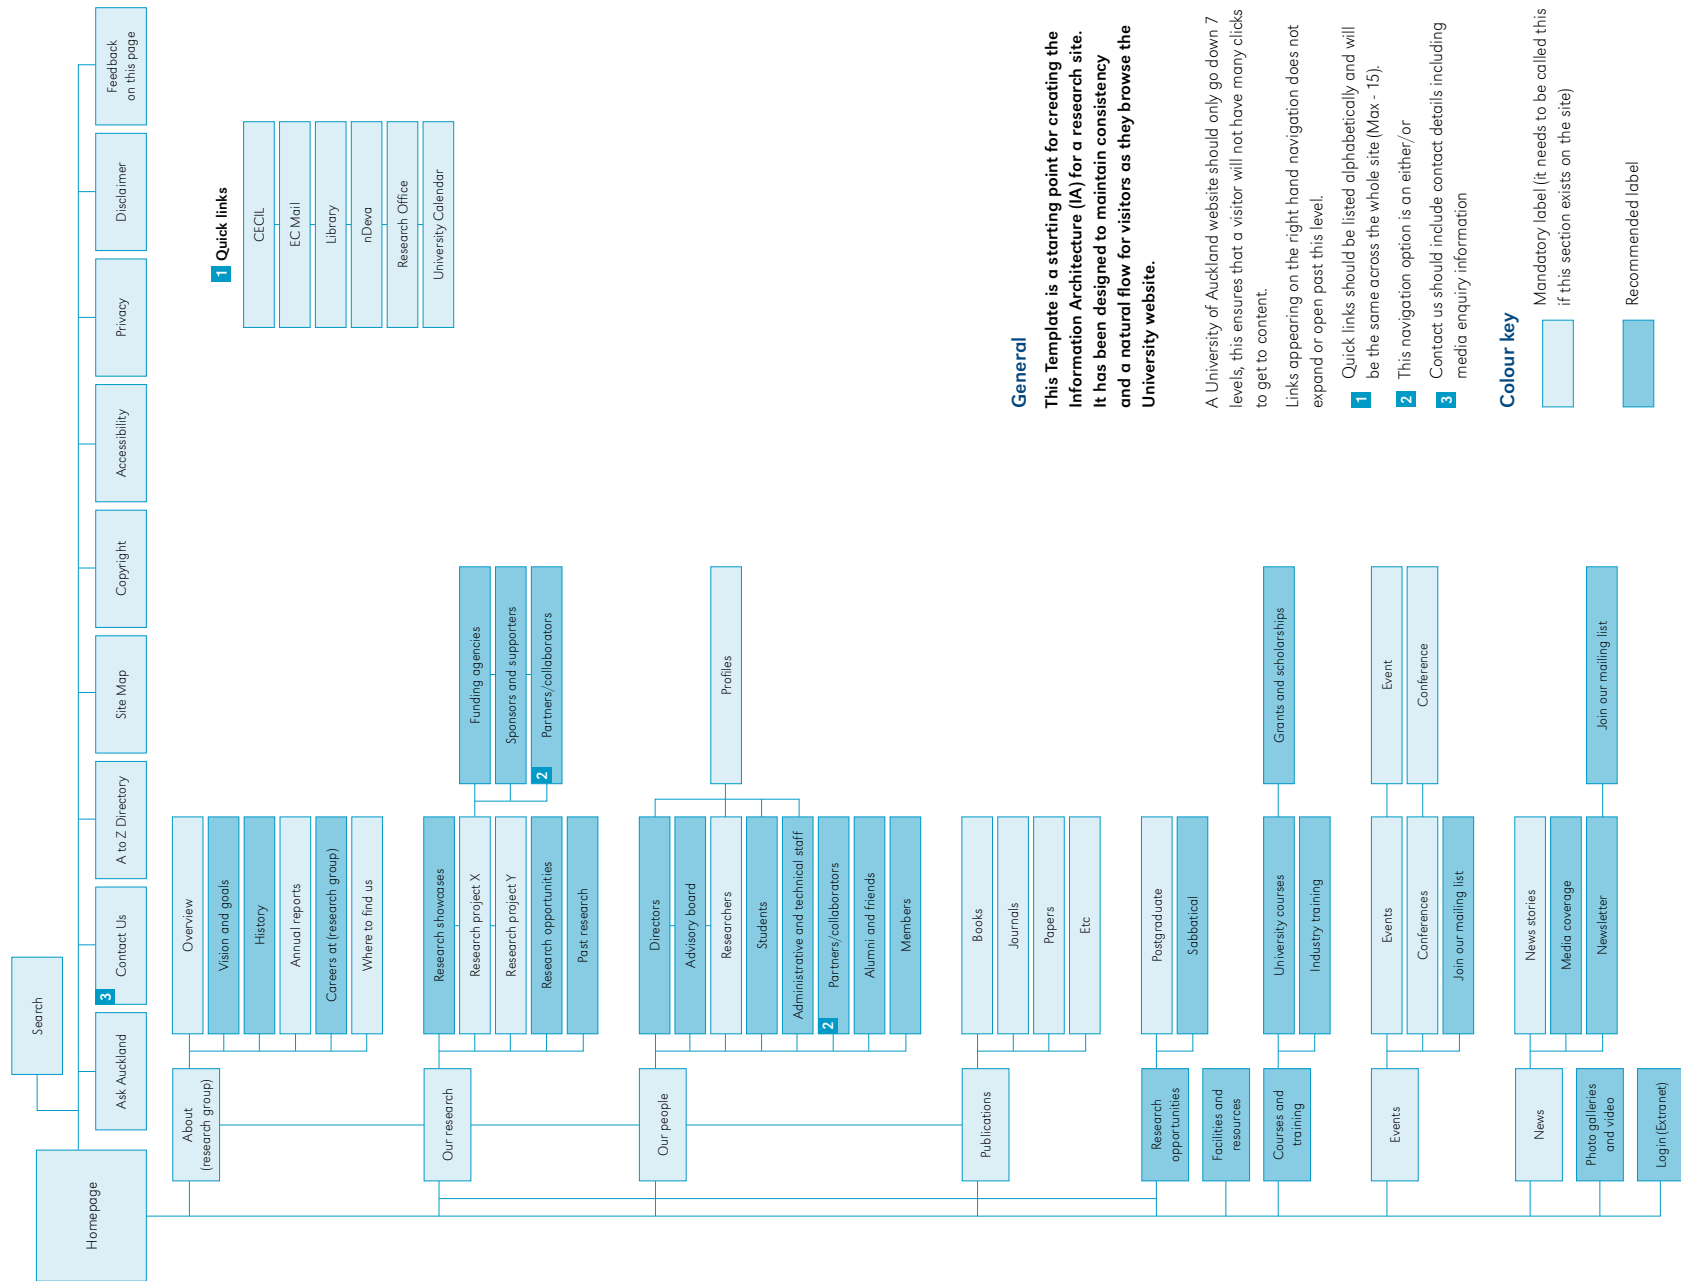 Homepage
Search
Ask Auckland
3
Contact Us
A to Z Directory
Site Map
Copyright
Accessibility
Privacy
Disclaimer
Feedback
on this page
About
(research group)
Overview
Vision and goals
History
Annual reports
Careers at (research group)
Where to find us
Our research
Research showcases
Research project X
Research project Y
Research opportunities
Past research
Funding agencies
Sponsors and supporters
2
Partners/collaborators
Our people
Directors
Advisory board
Researchers
Students
Administrative and technical staff
2
Partners/collaborators
Alumni and friends
Members
Profiles
Publications
Books
Journals
Papers
Etc
Research
opportunities
Postgraduate
Sabbatical
Facilities and
resources
Courses and
training
University courses
Industry training
Grants and scholarships
Events
Events
Conferences
Join our mailing list
Event
Conference
News
News stories
Media coverage
Newsletter
Join our mailing list
Photo galleries
and video
Login (Extranet)
1 Quick links
CECIL
EC Mail
Library
nDeva
Research Office
University Calendar
General
This Template is a starting point for creating the
Information Architecture (IA) for a research site.
It has been designed to maintain consistency
and a natural flow for visitors as they browse the
University website.
A University of Auckland website should only go down 7
levels, this ensures that a visitor will not have many clicks
to get to content.
Links appearing on the right hand navigation does not
expand or open past this level.
1 Quick links should be listed alphabetically and will
be the same across the whole site (Max - 15).
2 This navigation option is an either/or
3 Contact us should include contact details including
media enquiry information
Colour key
Mandatory label (it needs to be called this
if this section exists on the site)
Recommended label